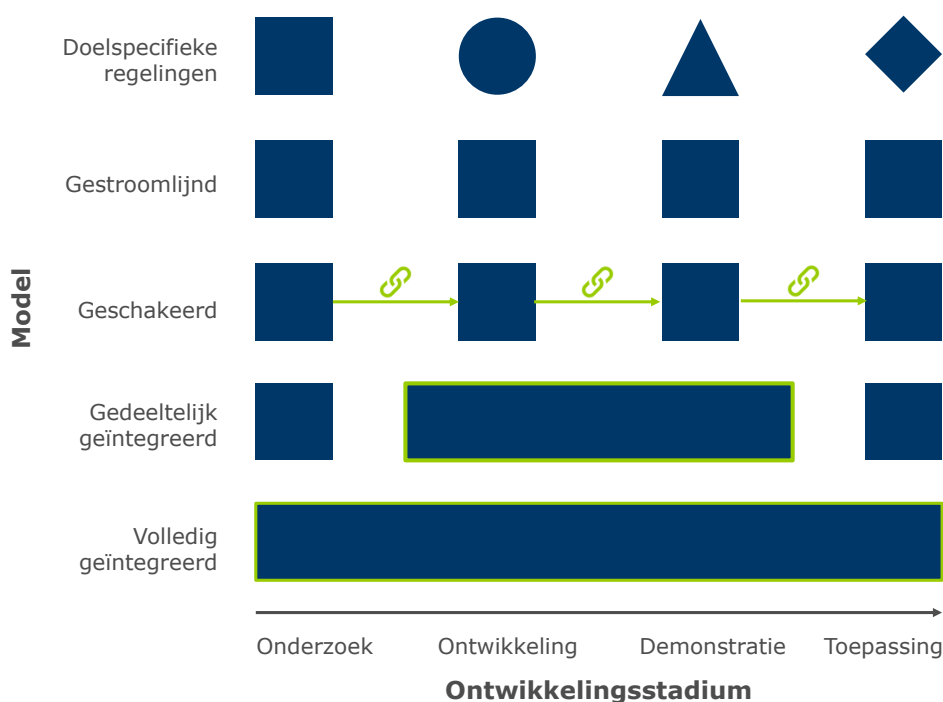 Doelspecifieke
regelingen
Gestroomlijnd
Geschakeerd
Gedeeltelijk
geïntegreerd
Volledig
geïntegreerd
Model
Onderzoek
Ontwikkeling
Demonstratie
Toepassing
Ontwikkelingsstadium